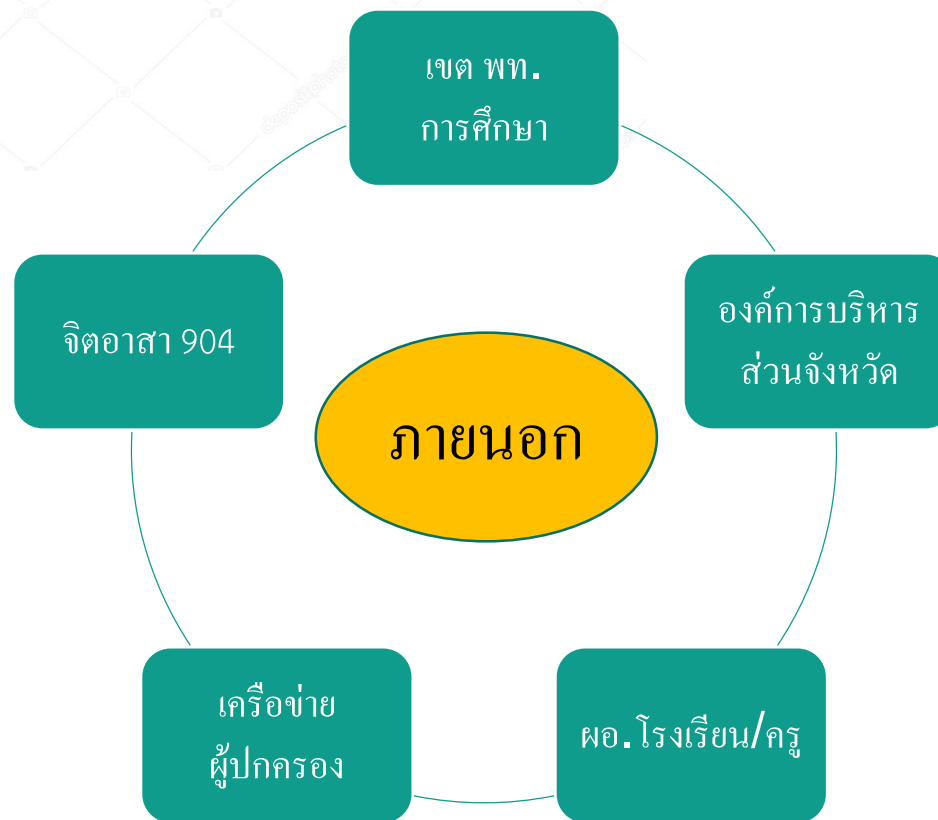 เขต พท.
การศึกษา
องค์การบริหาร
ส่วนจังหวัด
ผอ.โรงเรียน/ครู
เครือข่าย
ผู้ปกครอง
จิตอาสา 904
ภายนอก